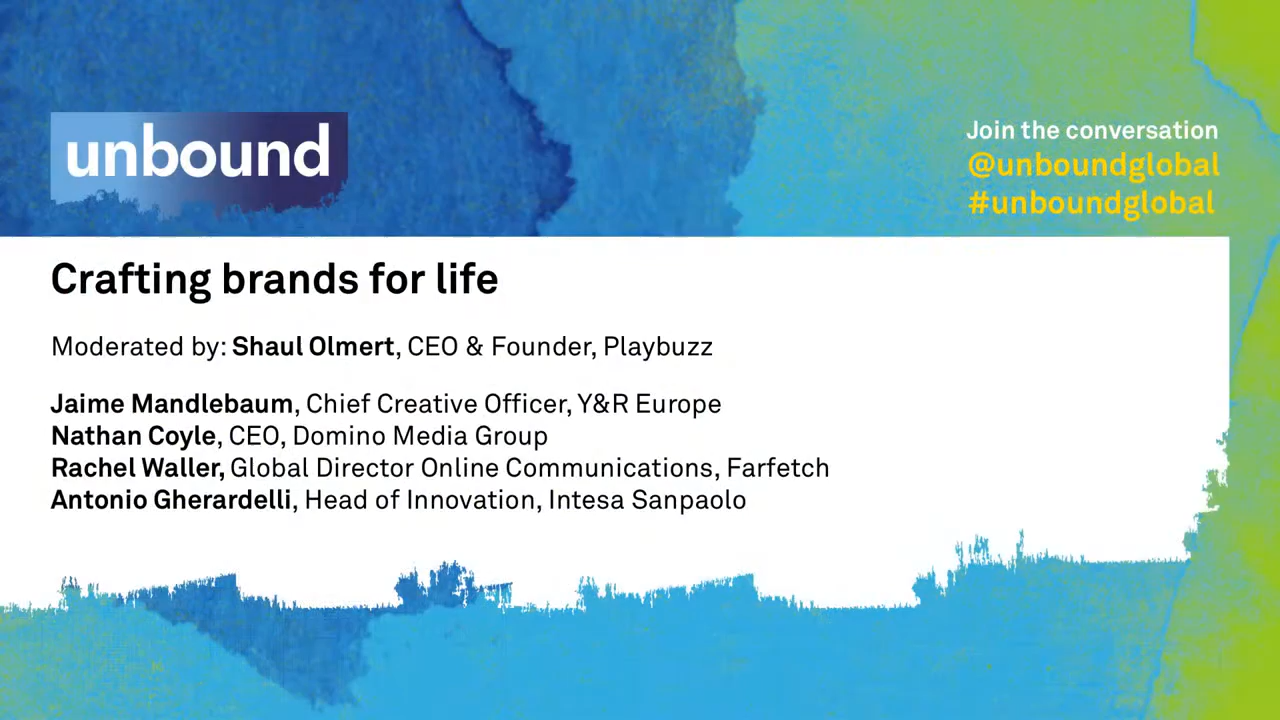 unbound
Join the conversation
@unboundglobal
#unboundglobal
Crafting brands for life
Moderated by: Shaul Olmert, CEO & Founder, Playbuzz
Jaime Mandlebaum, Chief Creative Officer, Y&R Europe
Nathan Coyle, CEO, Domino Media Group
Rachel Waller, Global Director Online Communications, Farfetch
Antonio Gherardelli, Head of Innovation, Intesa Sanpaolo